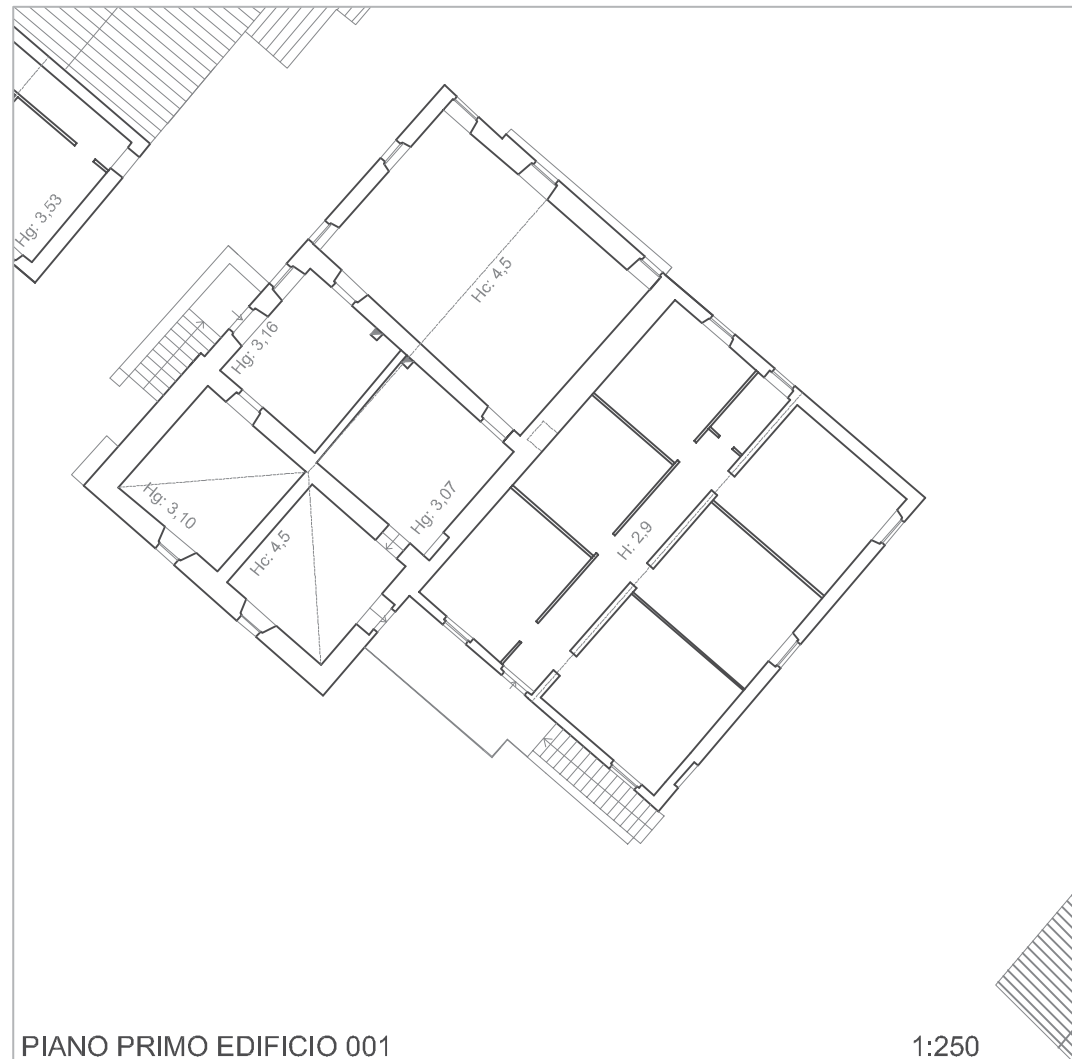 Hg: 3,53
Hc: 4,5
Hg: 3,16
Hg: 3,10
Hg: 3,07
Hc: 4,5
H: 2,9
PIANO PRIMO EDIFICIO 001
1:250